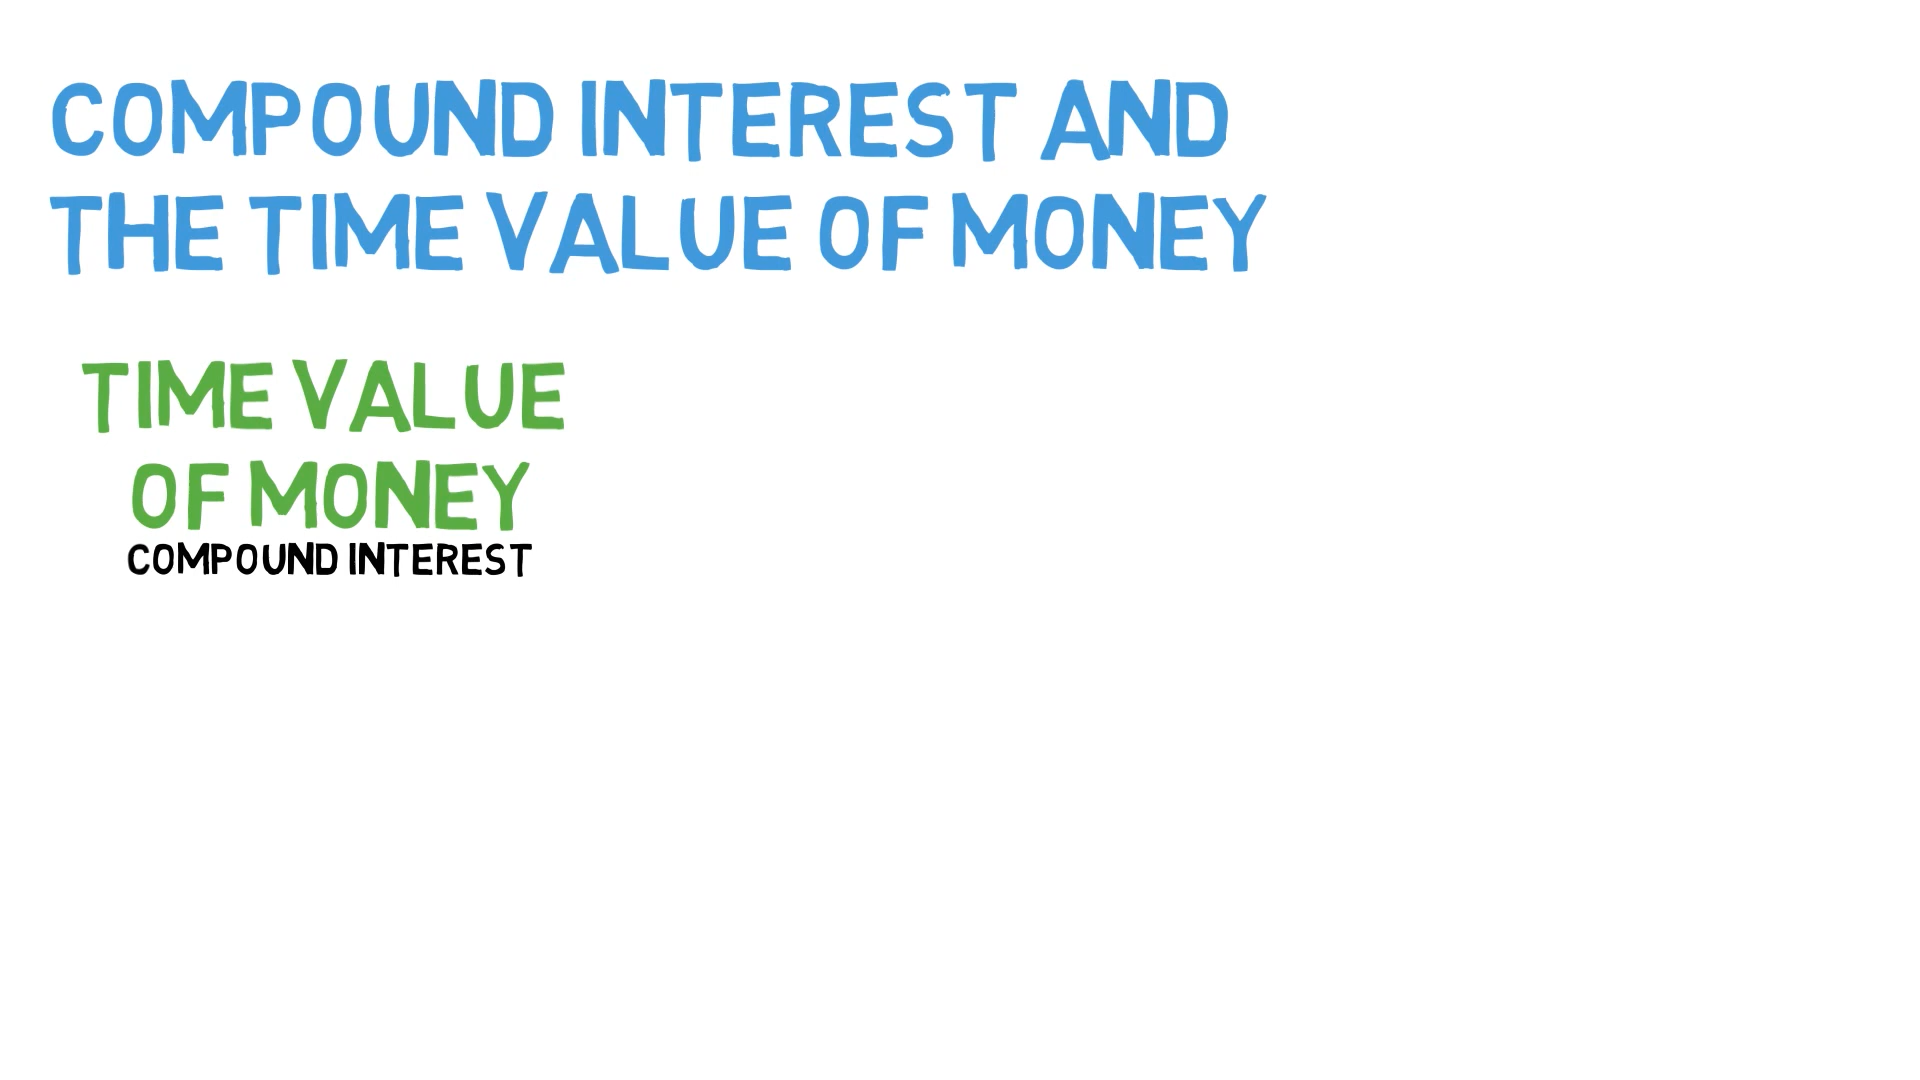 COMPOUND INTEREST AND
THE TIME VALUE OF MONEY
TIME VALUE
OF MONEY
COMPOUND INTEREST